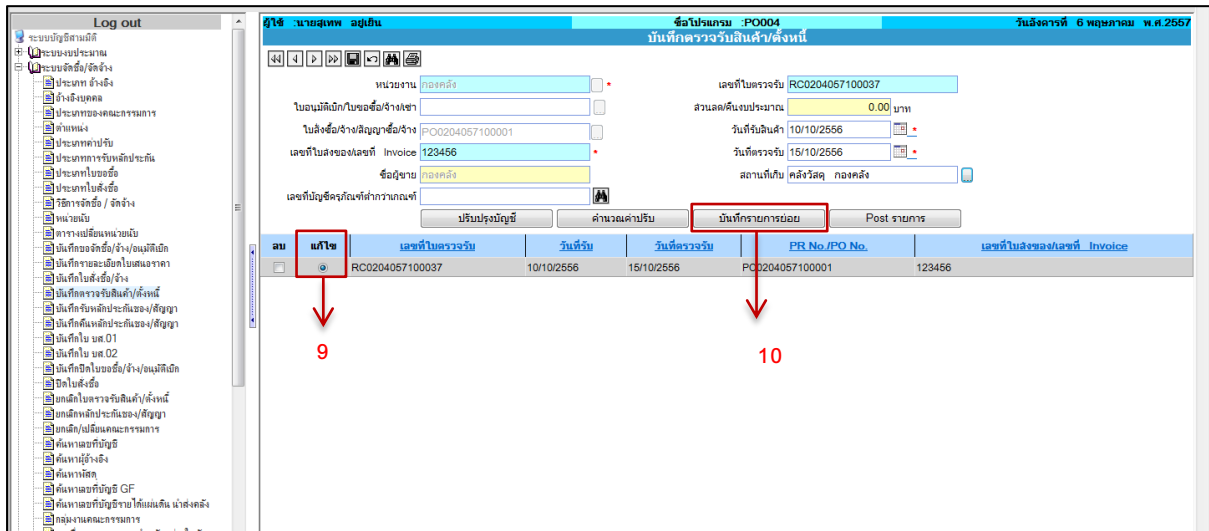 Log out
ผู้ใช้ :นายสุเทพ อยู่เย็น ชื่อโปรแกรม :PO004 วันอังคารที่ 6 พฤษภาคม พ.ศ.2557
บันทึกตรวจรับสินค้า/ตั้งหนี้
ระบบบัญชีสามมิติ
ระบบงบประมาณ
ระบบจัดซื้อ/จัดจ้าง
ประเภท อ้างอิง
อ้างอิงบุคคล
ประเภทของคณะกรรมการ
ตำแหน่ง
ประเภทค่าปรับ
ประเภทการรับหลักประกัน
ประเภทใบขอซื้อ
ประเภทใบสั่งซื้อ
วิธีการจัดซื้อ / จัดจ้าง
หน่วยนับ
ตารางเปลี่ยนหน่วยนับ
บันทึกขอจัดซื้อ/จ้าง/อนุมัติเบิก
บันทึกรายละเอียดใบเสนอราคา
บันทึกใบสั่งซื้อ/จ้าง
บันทึกตรวจรับสินค้า/ตั้งหนี้
บันทึกรับหลักประกันซอง/สัญญา
บันทึกคืนหลักประกันซอง/สัญญา
บันทึกใบ บส.01
บันทึกใบ บส.02
บันทึกปิดใบขอซื้อ/จ้าง/อนุมัติเบิก
ปิดใบสั่งซื้อ
ยกเลิกใบตรวจรับสินค้า/ตั้งหนี้
ยกเลิกหลักประกันซอง/สัญญา
ยกเลิก/เปลี่ยนคณะกรรมการ
ค้นหาเลขที่บัญชี
ค้นหาผู้อ้างอิง
ค้นหาพัสดุ
ค้นหาเลขที่บัญชี GF
ค้นหาเลขที่บัญชีรายได้แผ่นดิน นำส่งคลัง
กลุ่มงานคณะกรรมการ
หน่วยงาน กองคลัง * เลขที่ใบตรวจรับ RC0204057100037
ใบอนุมัติเบิก/ใบขอซื้อ/จ้าง/เช่า ส่วนลด/คืนงบประมาณ 0.00 บาท
ใบสั่งซื้อ/จ้าง/สัญญาซื้อ/จ้าง PO0204057100001 วันที่รับสินค้า 10/10/2556 *
เลขที่ใบส่งของ/เลขที่ Invoice 123456 * วันที่ตรวจรับ 15/10/2556 *
ชื่อผู้ขาย กองคลัง สถานที่เก็บ คลังวัสดุ กองคลัง ...
เลขที่บัญชีครุภัณฑ์ต่ำกว่าเกณฑ์
ปรับปรุงบัญชี คำนวณค่าปรับ บันทึกรายการย่อย Post รายการ
ลบ แก้ไข เลขที่ใบตรวจรับ วันที่รับ วันที่ตรวจรับ PR No./PO No. เลขที่ใบส่งของ/เลขที่ Invoice
RC0204057100037 10/10/2556 15/10/2556 PO0204057100001 123456
9 10